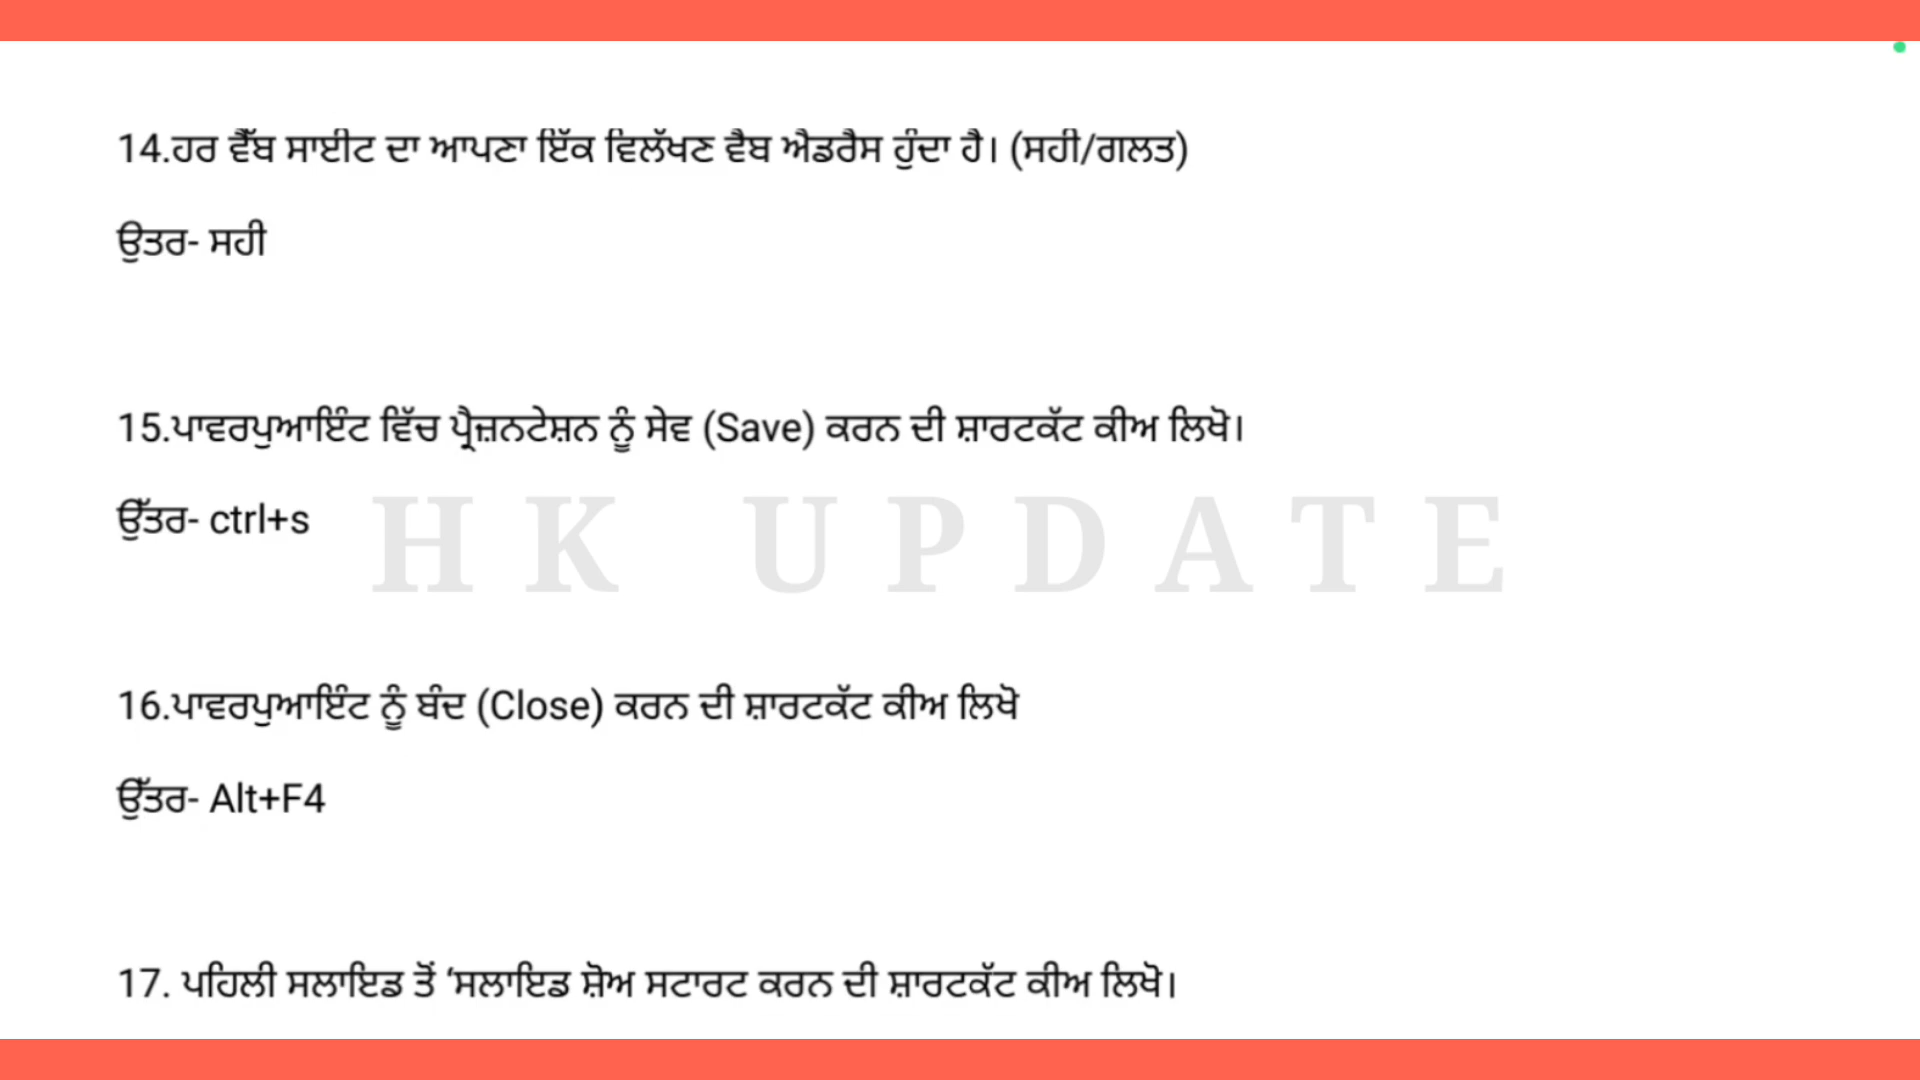 14.ਹਰ ਵੈੱਬ ਸਾਈਟ ਦਾ ਆਪਣਾ ਇੱਕ ਵਿਲੱਖਣ ਵੈਬ ਐਡਰੈਸ ਹੁੰਦਾ ਹੈ। (ਸਹੀ/ਗਲਤ)
ਉਤਰ- ਸਹੀ
15.ਪਾਵਰਪੁਆਇੰਟ ਵਿੱਚ ਪ੍ਰੈਜ਼ਨਟੇਸ਼ਨ ਨੂੰ ਸੇਵ (Save) ਕਰਨ ਦੀ ਸ਼ਾਰਟਕੱਟ ਕੀਅ ਲਿਖੋ।
ਉੱਤਰ- ctrl+s
HK UPDATE
16.ਪਾਵਰਪੁਆਇੰਟ ਨੂੰ ਬੰਦ (Close) ਕਰਨ ਦੀ ਸ਼ਾਰਟਕੱਟ ਕੀਅ ਲਿਖੋ
ਉੱਤਰ- Alt+F4
17. ਪਹਿਲੀ ਸਲਾਇਡ ਤੋਂ ‘ਸਲਾਇਡ ਸ਼ੋਅ ਸਟਾਰਟ ਕਰਨ ਦੀ ਸ਼ਾਰਟਕੱਟ ਕੀਅ ਲਿਖੋ।